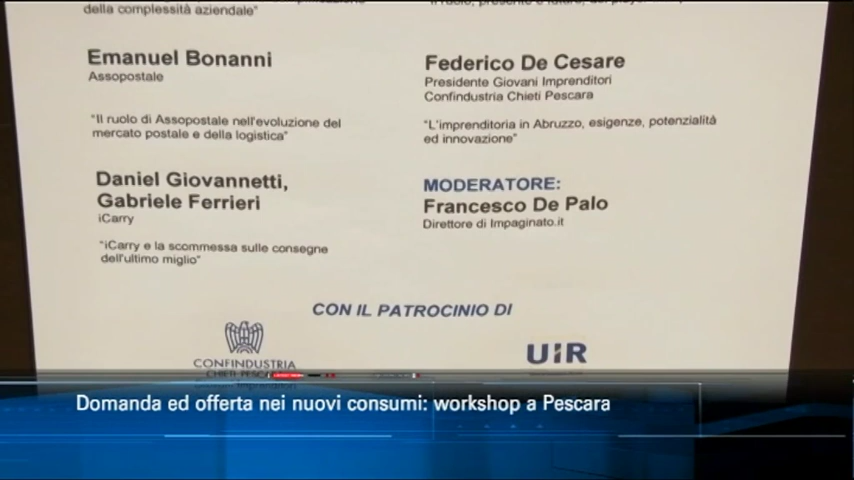 della complessità aziendale"
Emanuel Bonanni
Assopostale
"Il ruolo di Assopostale nell'evoluzione del
mercato postale e della logistica"
Daniel Giovannetti,
Gabriele Ferrieri
iCarry
"iCarry e la scommessa sulle consegne
dell'ultimo miglio"
Federico De Cesare
Presidente Giovani Imprenditori
Confindustria Chieti Pescara
"L'imprenditoria in Abruzzo, esigenze, potenzialità
ed innovazione"
MODERATORE:
Francesco De Palo
Direttore di Impaginato.it
CON IL PATROCINIO DI
CONFINDUSTRIA
UIR
Domanda ed offerta nei nuovi consumi: workshop a Pescara